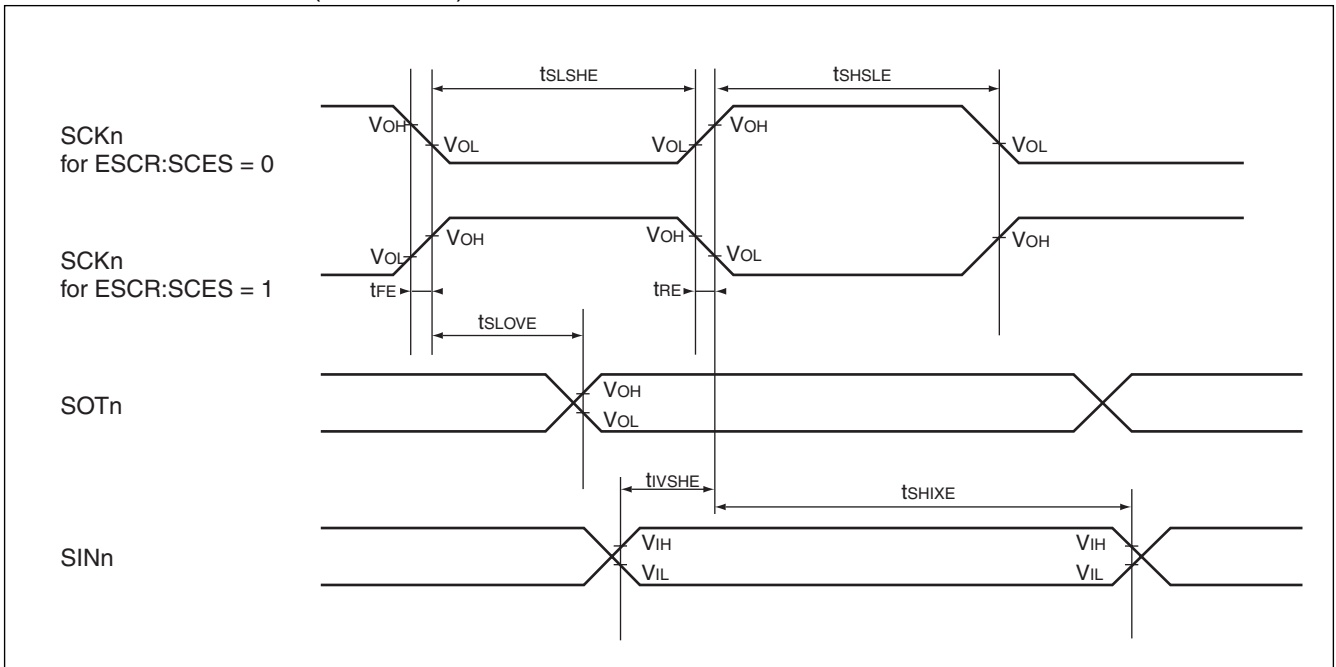 tSLSHE tSHSLE
SCKn
for ESCR:SCES = 0
VOH VOL VOL VOH VOL
SCKn
for ESCR:SCES = 1
VOL VOH VOH VOL VOH
tFE tRE
tSLOVE
SOTn
VOH
VOL
tIVSHE tSHIXE
SINn
VIH VIH
VIL VIL